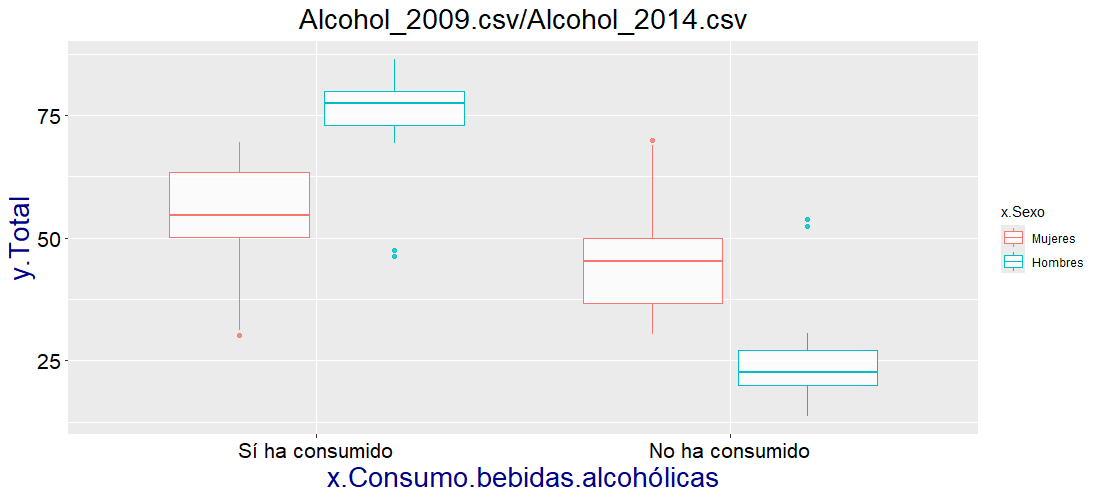 Alcohol_2009.csv/Alcohol_2014.csv
y.Total
75
50
25
Sí ha consumido
No ha consumido
x.Consumo.bebidas.alcohólicas
x.Sexo
Mujeres
Hombres